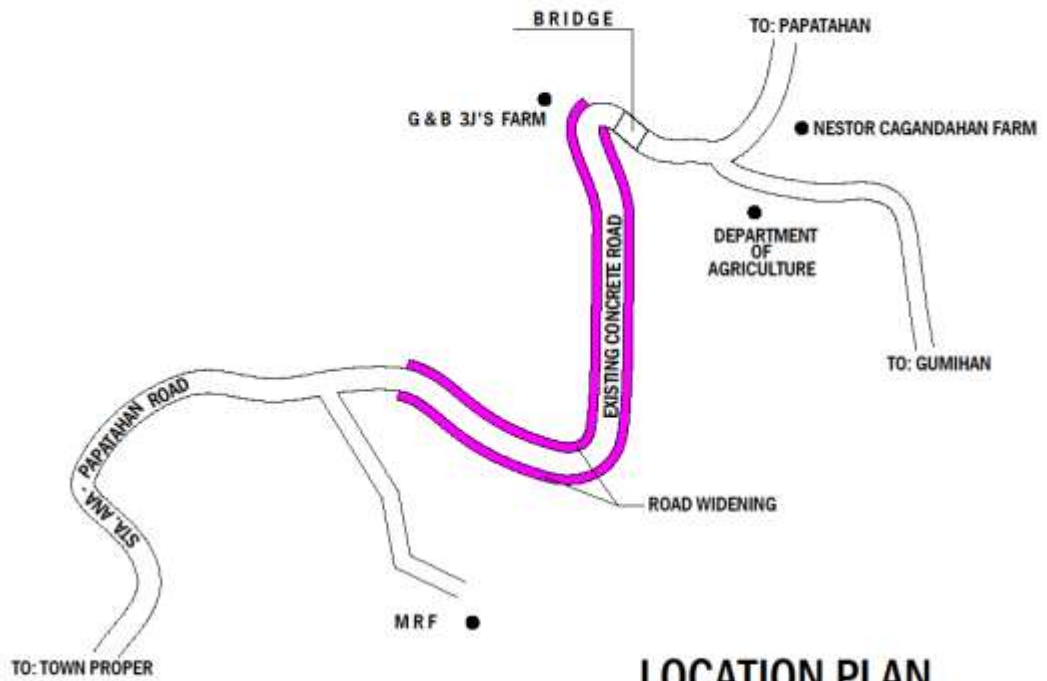 BRIDGE
TO: PAPATAHAN
G & B 3J'S FARM
NESTOR CAGANDAHAN FARM
DEPARTMENT
OF
AGRICULTURE
EXISTING CONCRETE ROAD
TO: GUMIHAN
STA. ANA - PAPATAHAN ROAD
ROAD WIDENING
MRF
TO: TOWN PROPER
LOCATION PLAN